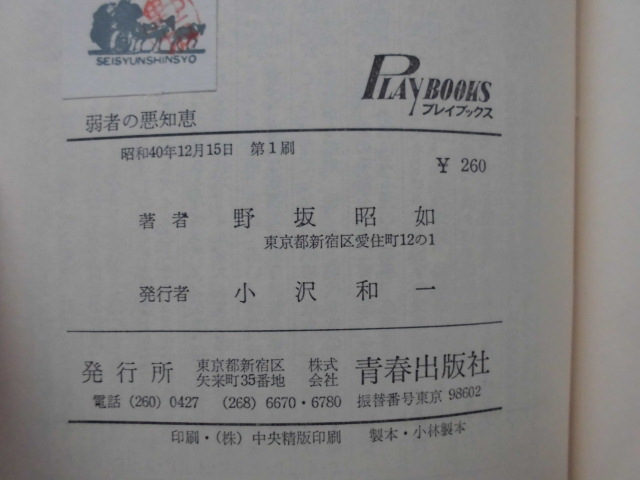 SEISYUNSHINSYO
PLAYBOOKS
プレイブックス
弱者の悪知恵
昭和40年12月15日 第1刷
¥ 260
著者 野坂昭如
東京都新宿区愛住町12の1
発行者 小沢和一
発行所 東京都新宿区矢来町35番地 株式会社 青春出版社
電話 (260) 0427 (268) 6670・6780 振替番号東京 98602
印刷・(株) 中央精版印刷 製本・小林製本